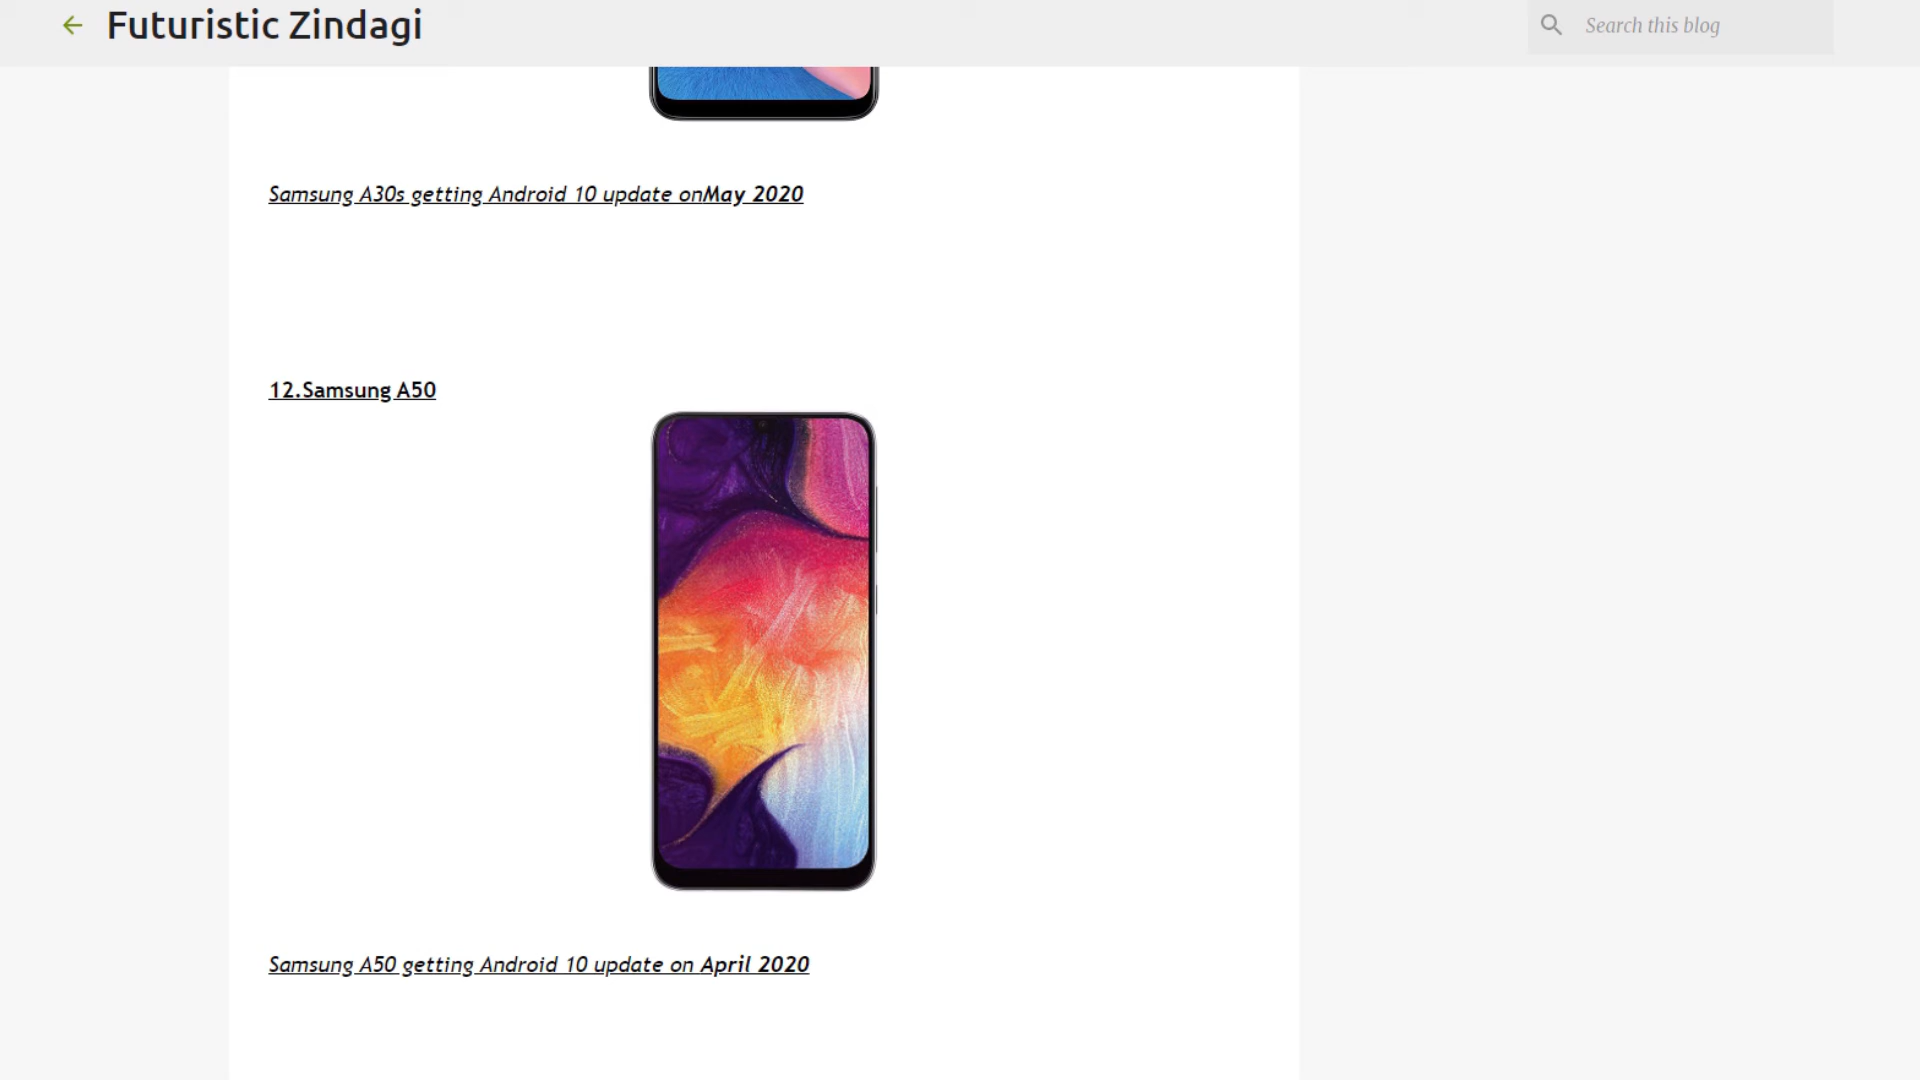 Futuristic Zindagi
Search this blog
Samsung A30s getting Android 10 update onMay 2020
12.Samsung A50
Samsung A50 getting Android 10 update on April 2020